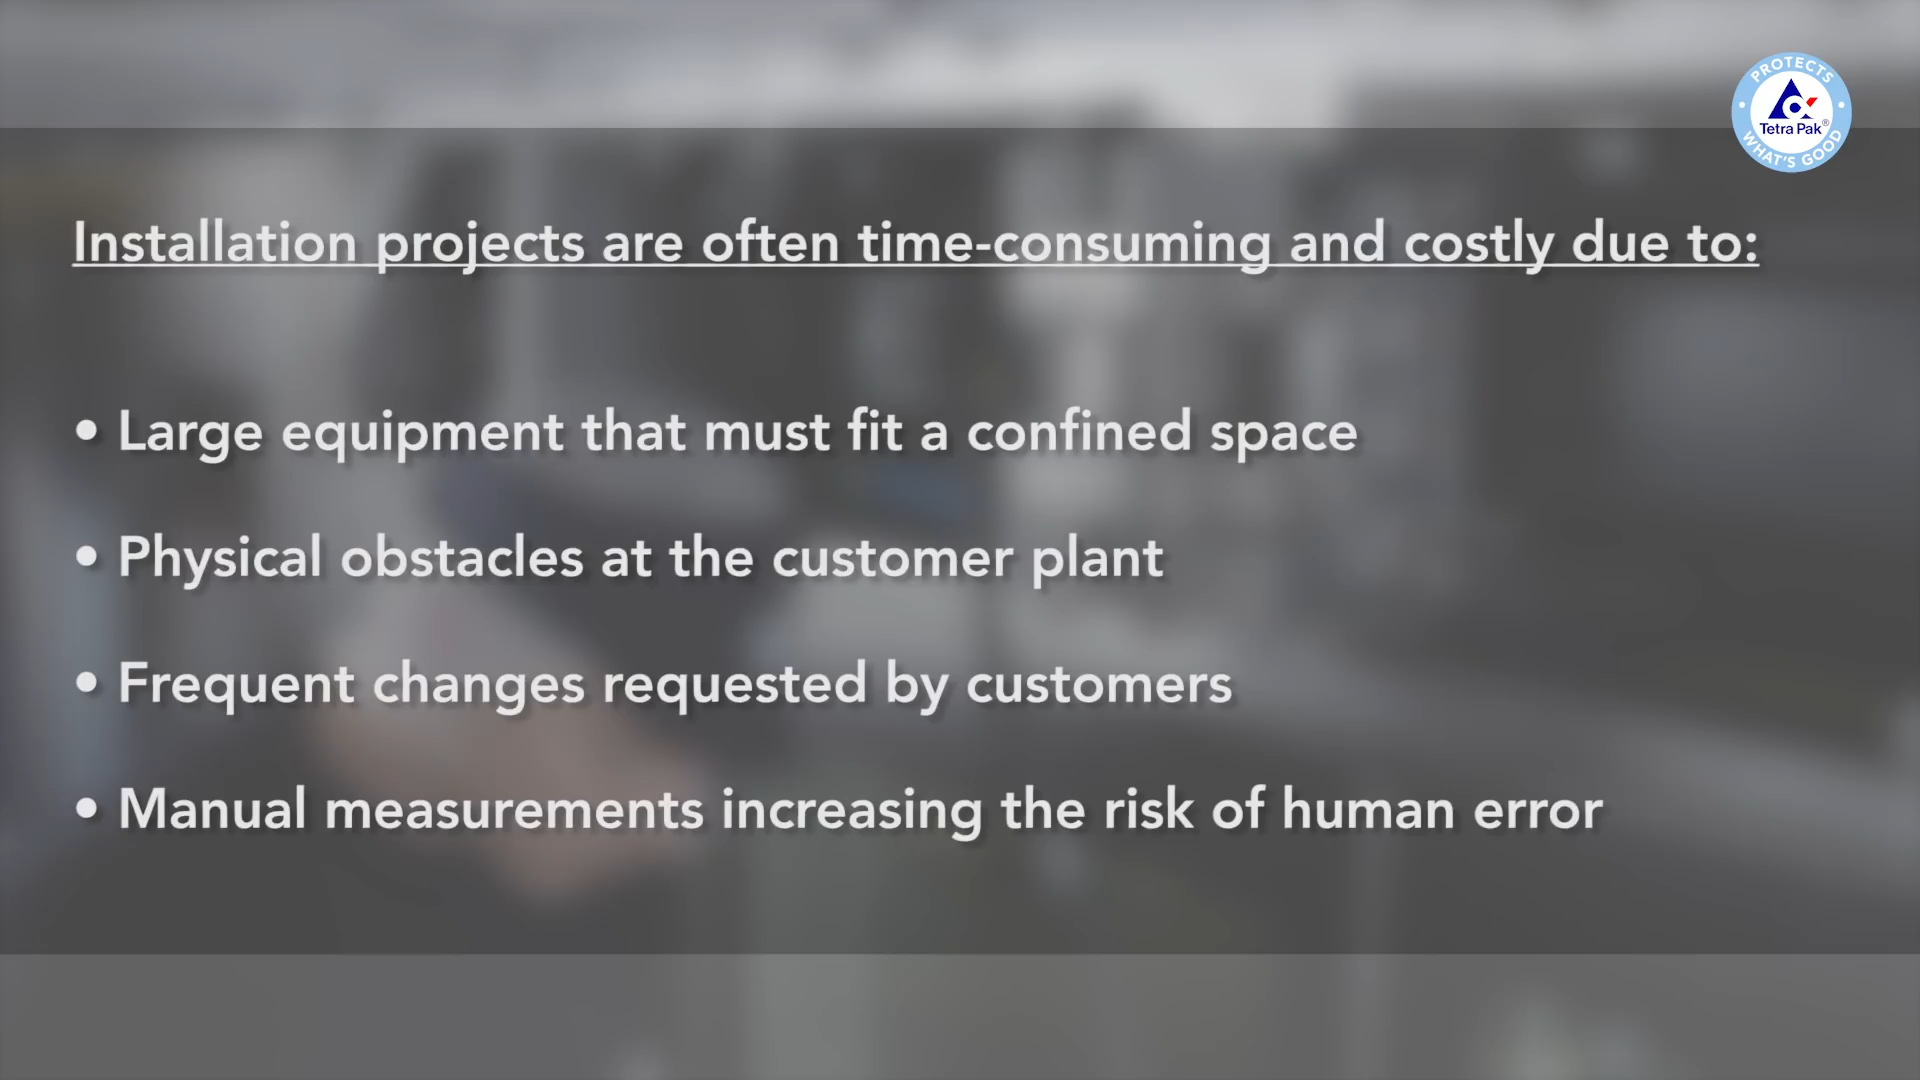 PROTECTS
Tetra Pak®
WHAT'S GOOD
Installation projects are often time-consuming and costly due to:
• Large equipment that must fit a confined space
• Physical obstacles at the customer plant
• Frequent changes requested by customers
• Manual measurements increasing the risk of human error